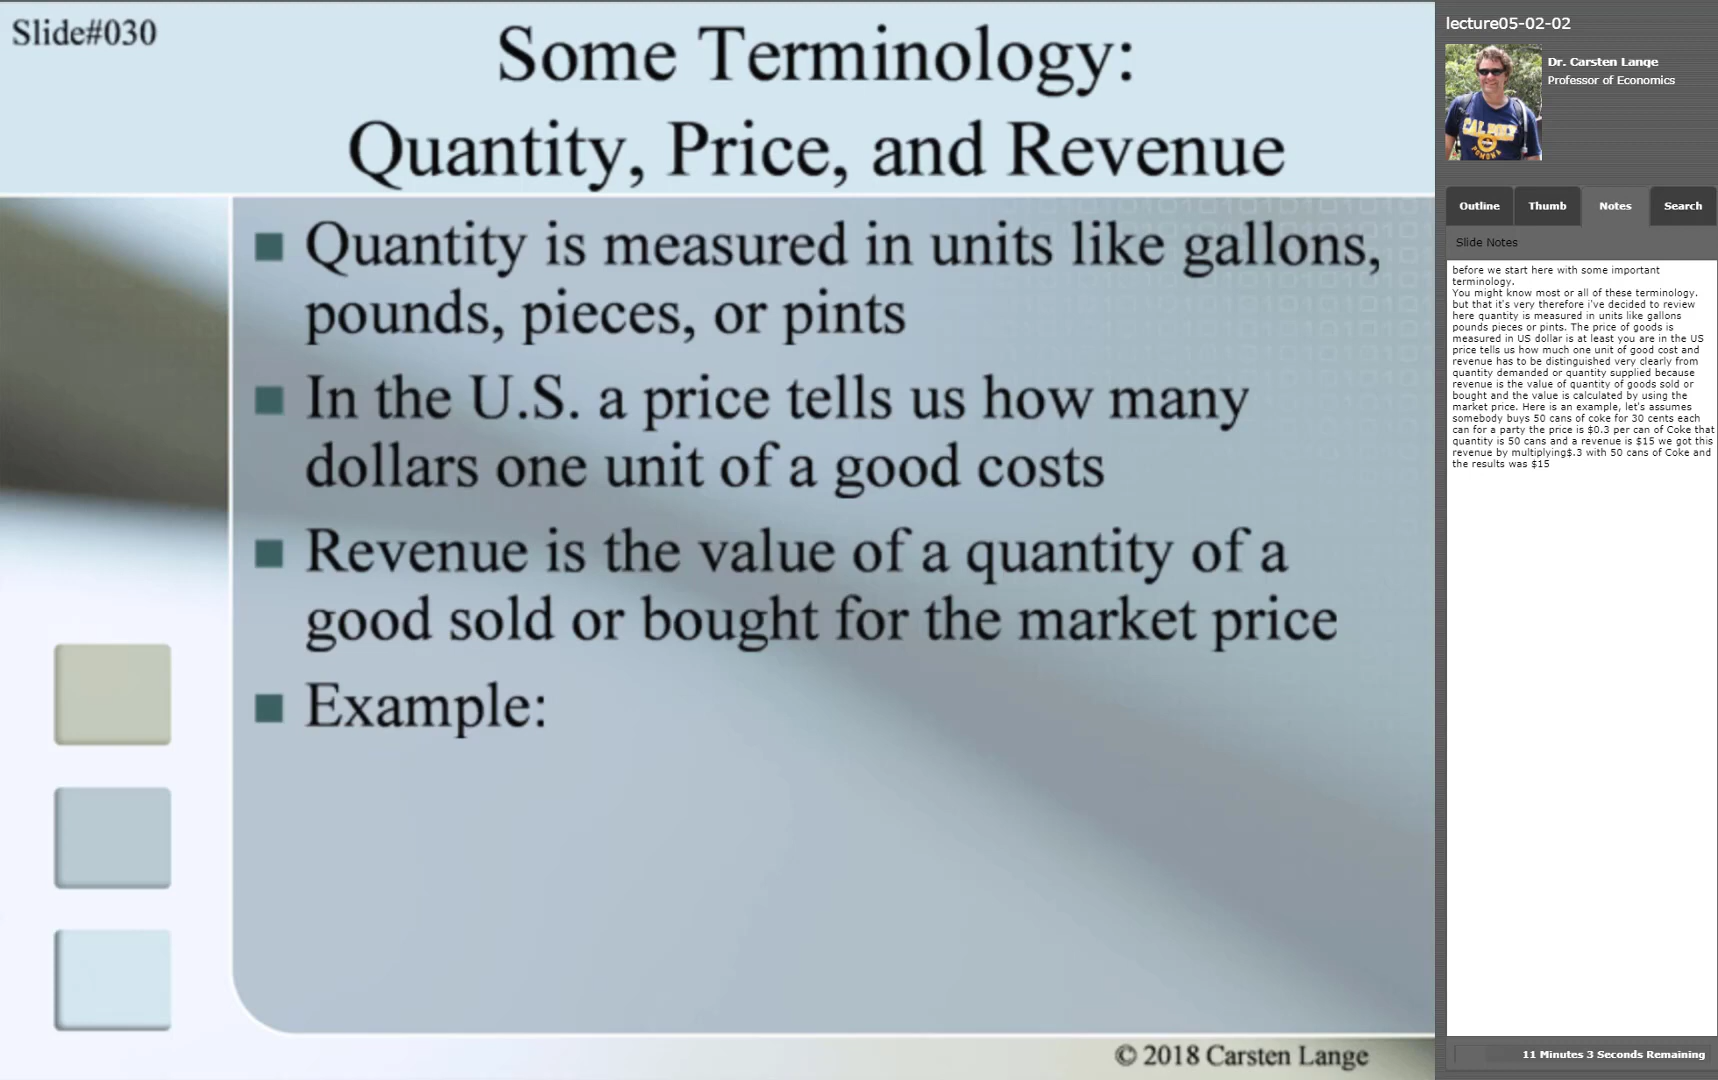 Slide#030
Some Terminology:
Quantity, Price, and Revenue
Quantity is measured in units like gallons,
pounds, pieces, or pints
In the U.S. a price tells us how many
dollars one unit of a good costs
Revenue is the value of a quantity of a
good sold or bought for the market price
Example:
© 2018 Carsten Lange
lecture05-02-02
Dr. Carsten Lange
Professor of Economics
CAL POLY
POMONA
Outline
Thumb
Notes
Search
Slide Notes
before we start here with some important
terminology.
You might know most or all of these terminology.
but that it's very therefore i've decided to review
here quantity is measured in units like gallons
pounds pieces or pints. The price of goods is
measured in US dollar is at least you are in the US
price tells us how much one unit of good cost and
revenue has to be distinguished very clearly from
quantity demanded or quantity supplied because
revenue is the value of quantity of goods sold or
bought and the value is calculated by using the
market price. Here is an example, let's assumes
somebody buys 50 cans of coke for 30 cents each
can for a party the price is $0.3 per can of Coke that
quantity is 50 cans and a revenue is $15 we got this
revenue by multiplying$.3 with 50 cans of Coke and
the results was $15
11 Minutes 3 Seconds Remaining